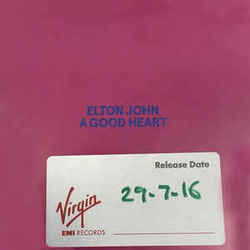 ELTON JOHN
A GOOD HEART
Release Date
Virgin
EMI RECORDS
29-7-16